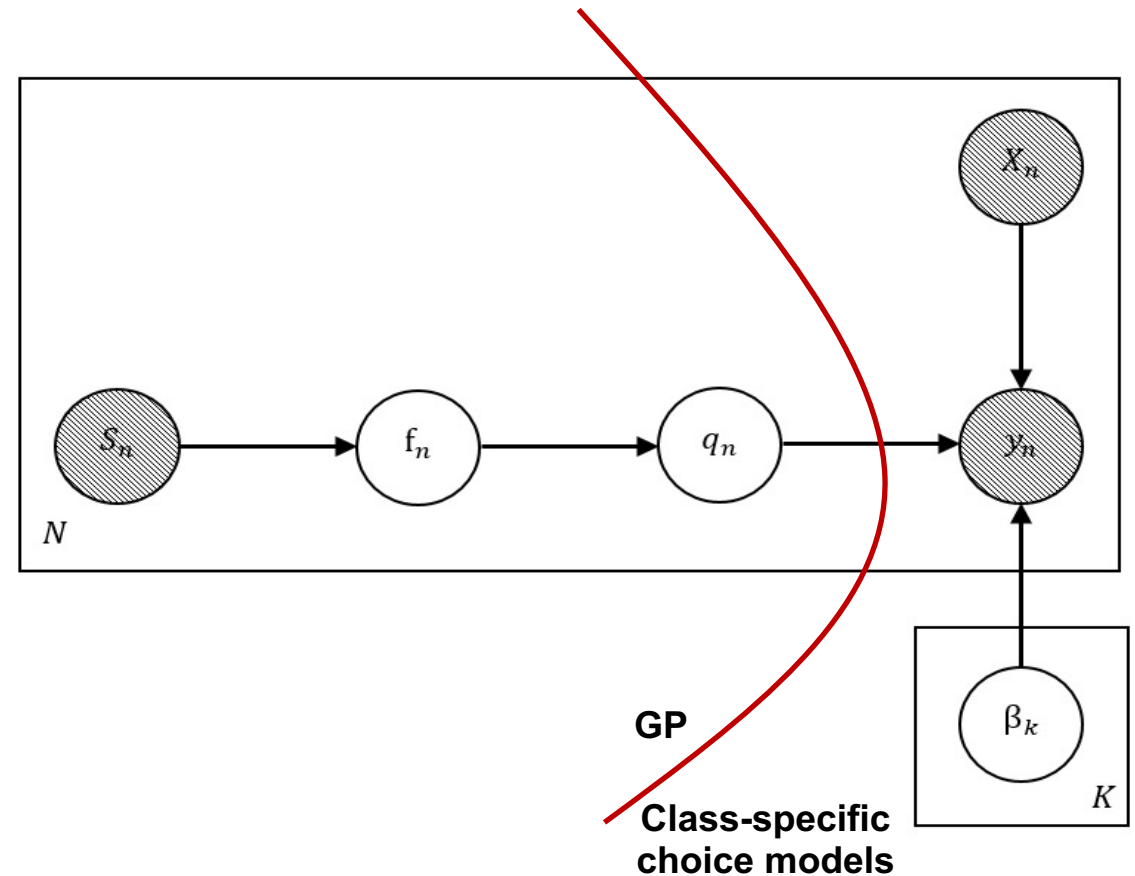 Xₙ
Sₙ
fₙ
qₙ
yₙ
N
βₖ
GP
K
Class-specific
choice models